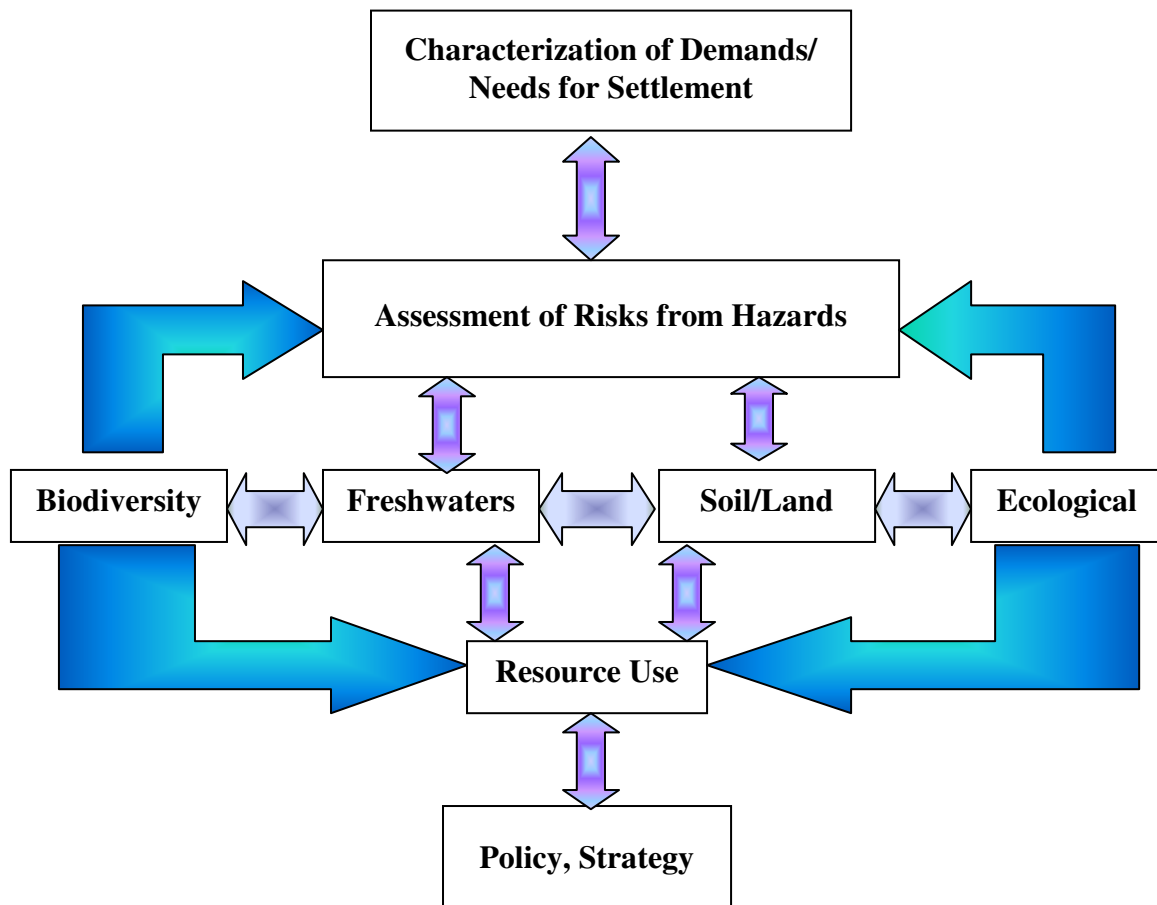 Characterization of Demands/
Needs for Settlement
Assessment of Risks from Hazards
Biodiversity
Freshwaters
Soil/Land
Ecological
Resource Use
Policy, Strategy